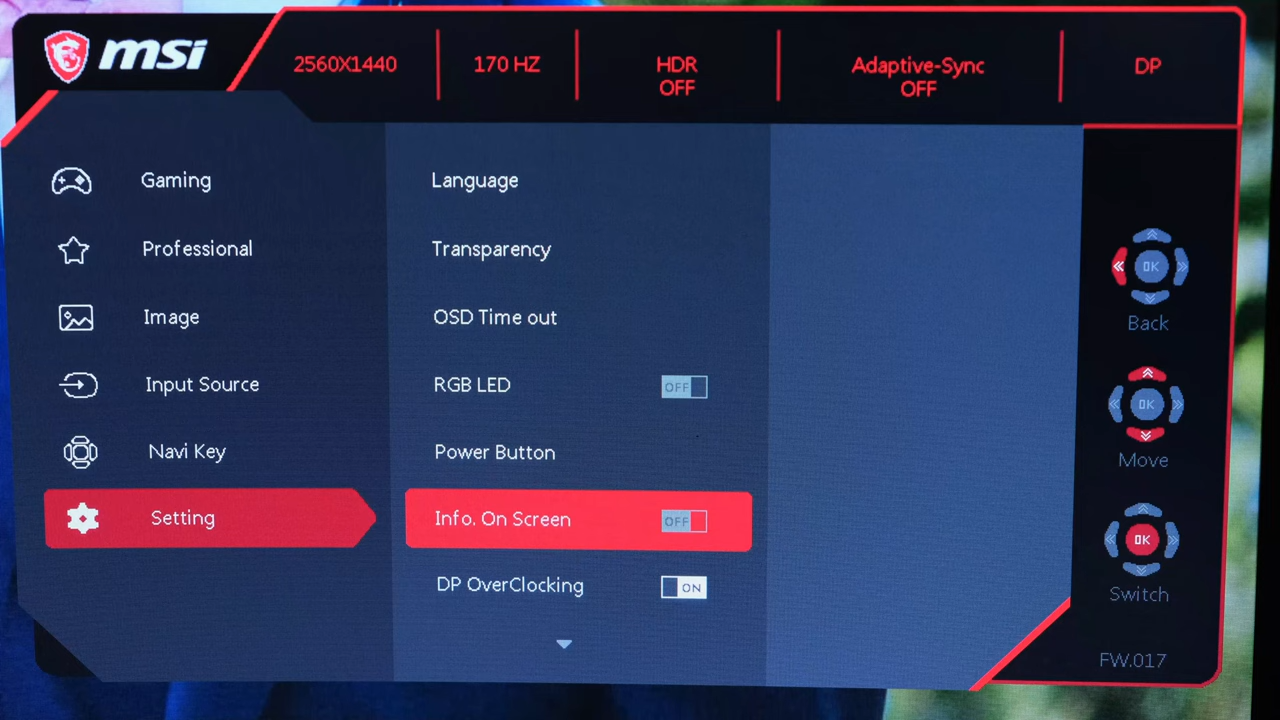 msi
2560X1440
170 HZ
HDR
OFF
Adaptive-Sync
OFF
DP
Gaming
Professional
Image
Input Source
Navi Key
Setting
Language
Transparency
OSD Time out
RGB LED OFF
Power Button
Info. On Screen OFF
DP OverClocking ON
OK
Back
OK
Move
OK
Switch
FW.017